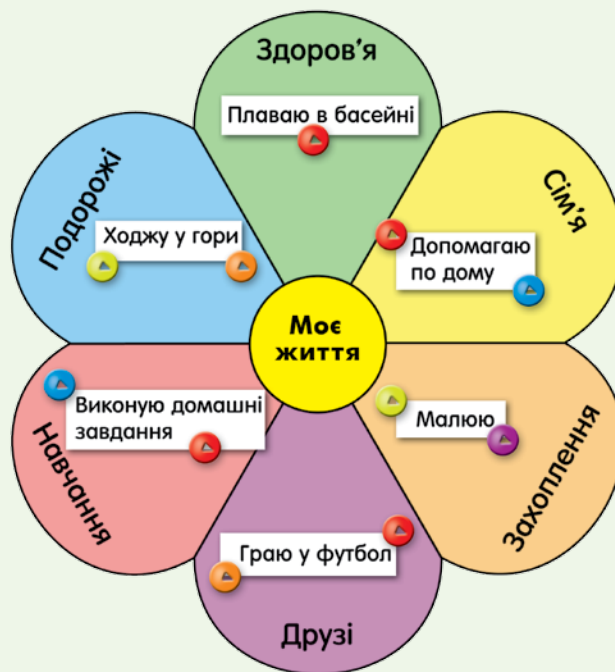 Здоров’я
Плаваю в басейні
Сім’я
Допомагаю
по дому
Захоплення
Малюю
Друзі
Граю у футбол
Навчання
Виконую домашні
завдання
Подорожі
Ходжу у гори
Моє
життя